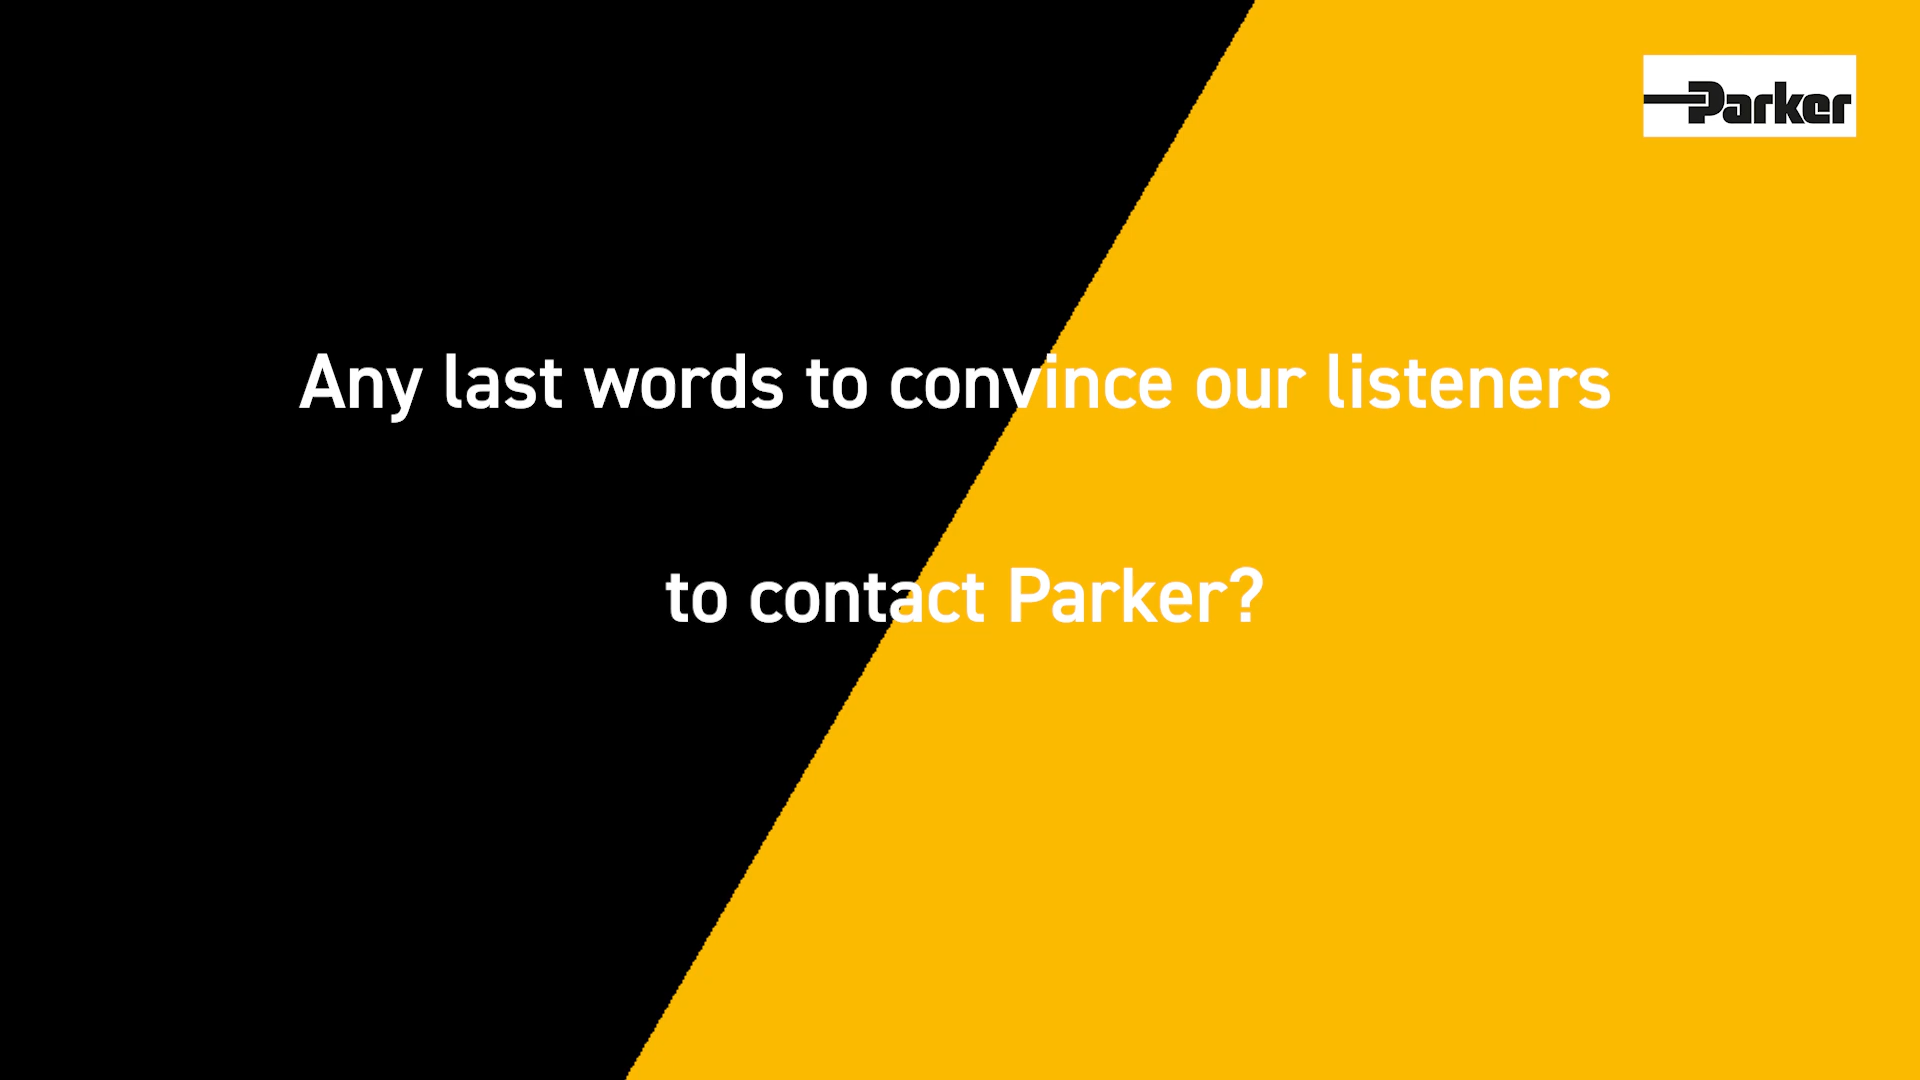 Parker
Any last words to convince our listeners
to contact Parker?